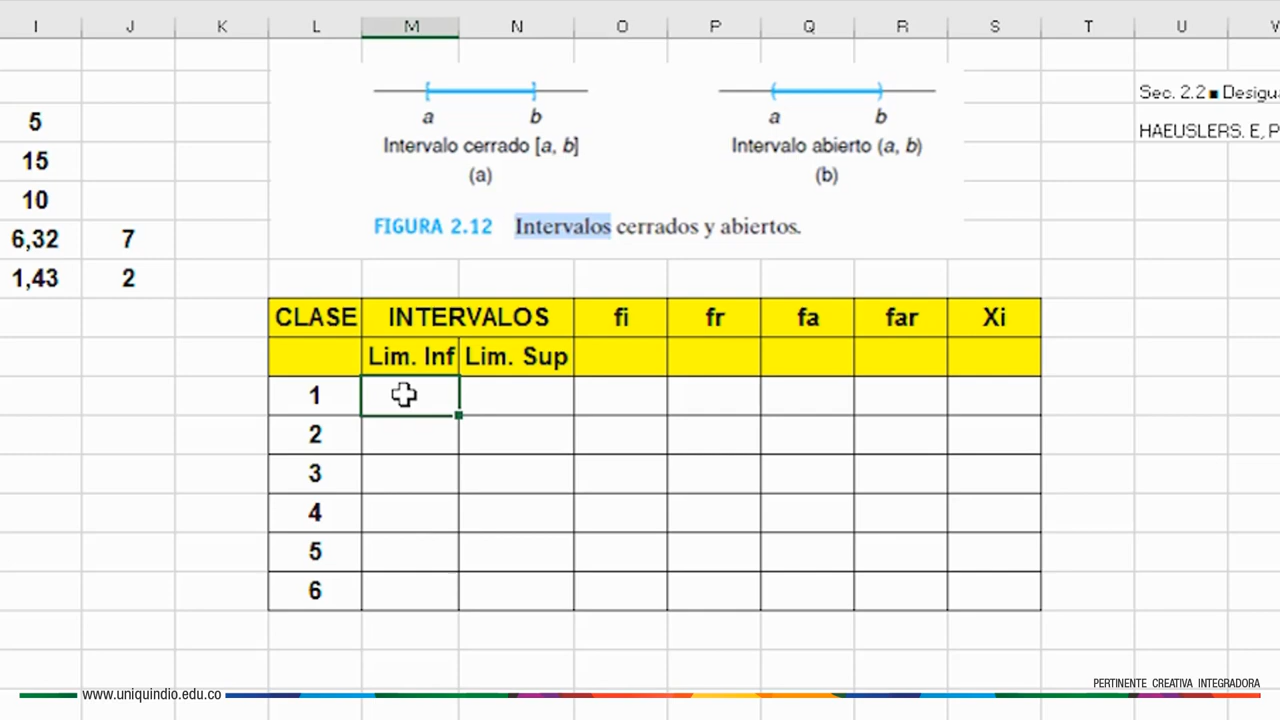 I J K L M N O P Q R S T U
a b a b
Intervalo cerrado [a, b] Intervalo abierto (a, b)
(a) (b)
FIGURA 2.12 Intervalos cerrados y abiertos.
Sec. 2.2 ■ Desigua
HAEUSLERS. E, P
5
15
10
6,32 7
1,43 2
CLASE INTERVALOS fi fr fa far Xi
Lim. Inf Lim. Sup
1
2
3
4
5
6
www.uniquindio.edu.co
PERTINENTE CREATIVA INTEGRADORA